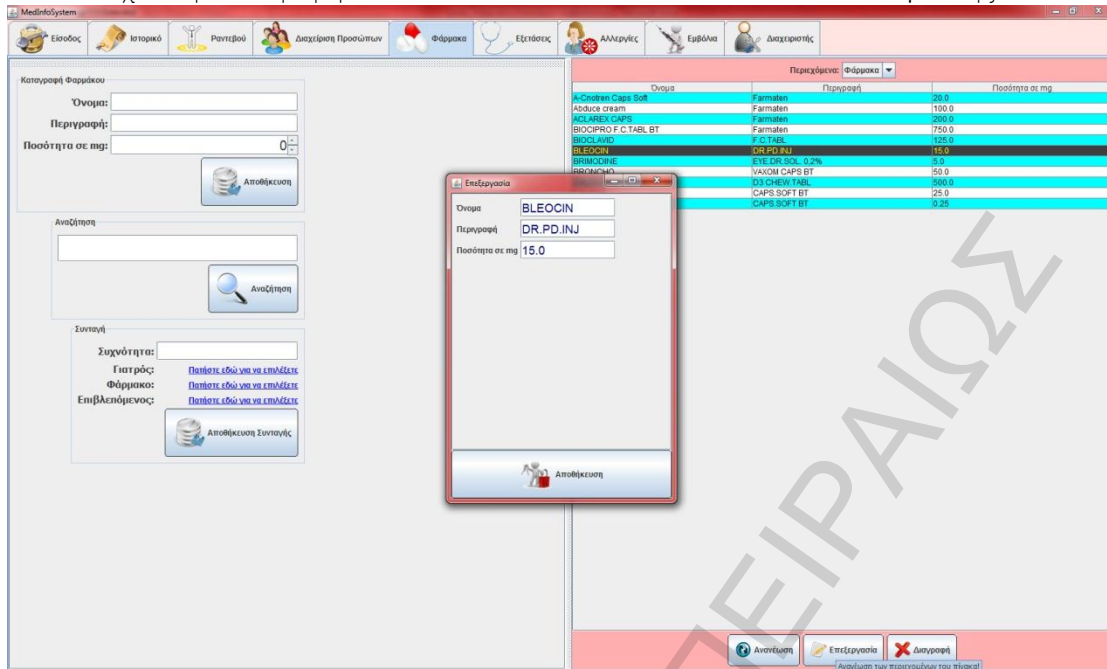 MedInfoSystem
Είσοδος Ιστορικό Ραντεβού Διαχείριση Προσώπων Φάρμακα Εξετάσεις Αλλεργίες Εμβόλια Διαχειριστής
Καταγραφή Φαρμάκου
Όνομα:
Περιγραφή:
Ποσότητα σε mg: 0
Αποθήκευση
Αναζήτηση
Αναζήτηση
Συνταγή
Συχνότητα:
Γιατρός: Πατήστε εδώ για να επιλέξετε
Φάρμακο: Πατήστε εδώ για να επιλέξετε
Επιβλεπόμενος: Πατήστε εδώ για να επιλέξετε
Αποθήκευση Συνταγής
Επεξεργασία
Όνομα BLEOCIN
Περιγραφή DR.PD.INJ
Ποσότητα σε mg 15.0
Αποθήκευση
Περιεχόμενα: Φάρμακα
Όνομα Περιγραφή Ποσότητα σε mg
A-Cnotren Caps Soft Farmaten 20.0
Abduce cream Farmaten 100.0
ACLAREX CAPS Farmaten 200.0
BIOCIPRO F.C.TABL BT Farmaten 750.0
BIOCLAVID F.C.TABL 125.0
BLEOCIN DR.PD.INJ 15.0
BRIMODINE EYE.DR.SOL. 0,2% 5.0
BRONCHO VAXOM CAPS BT 50.0
D3 CHEW.TABL 500.0
CAPS.SOFT BT 25.0
CAPS.SOFT BT 0.25
Ανανέωση Επεξεργασία Διαγραφή
Ανανέωση των περιεχομένων του πίνακα!
ΠΕΙΡΑΙΩΣ